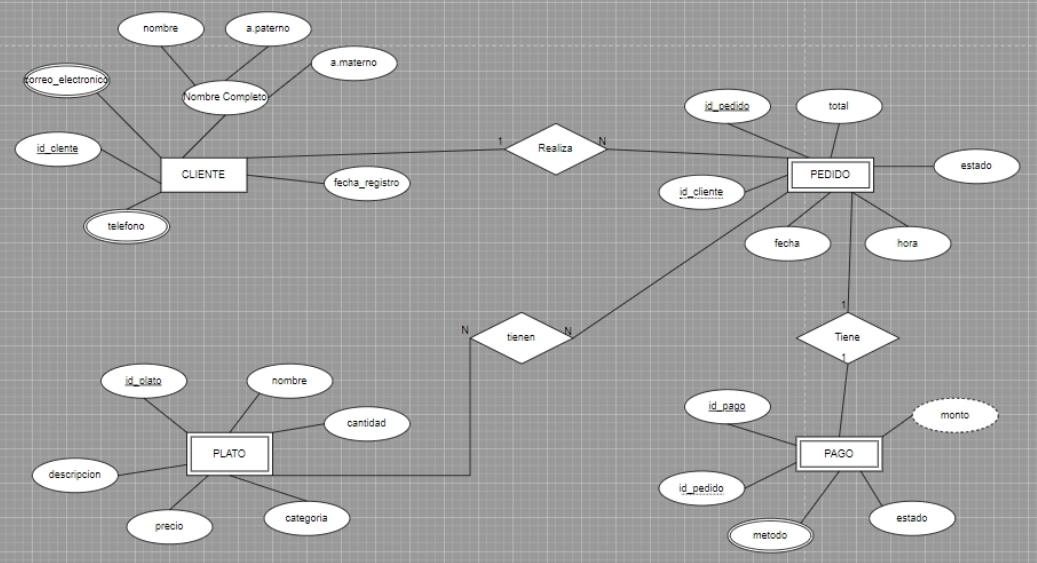 nombre
a.paterno
a.materno
correo_electronico
Nombre Completo
id_clente
CLIENTE
fecha_registro
telefono
1
Realiza
N
id_pedido
total
PEDIDO
estado
id_cliente
fecha
hora
N
tienen
N
1
Tiene
1
id_plato
nombre
cantidad
PLATO
descripcion
precio
categoria
id_pago
monto
PAGO
id_pedido
metodo
estado